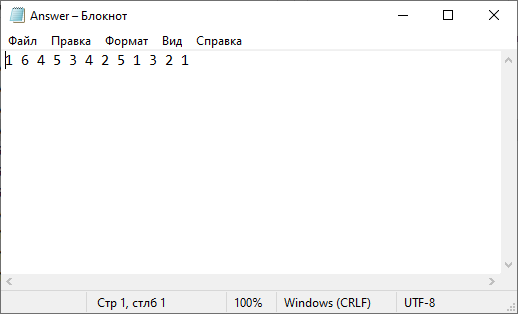 Answer – Блокнот
Файл Правка Формат Вид Справка
1 6 4 5 3 4 2 5 1 3 2 1
Стр 1, стлб 1 100% Windows (CRLF) UTF-8